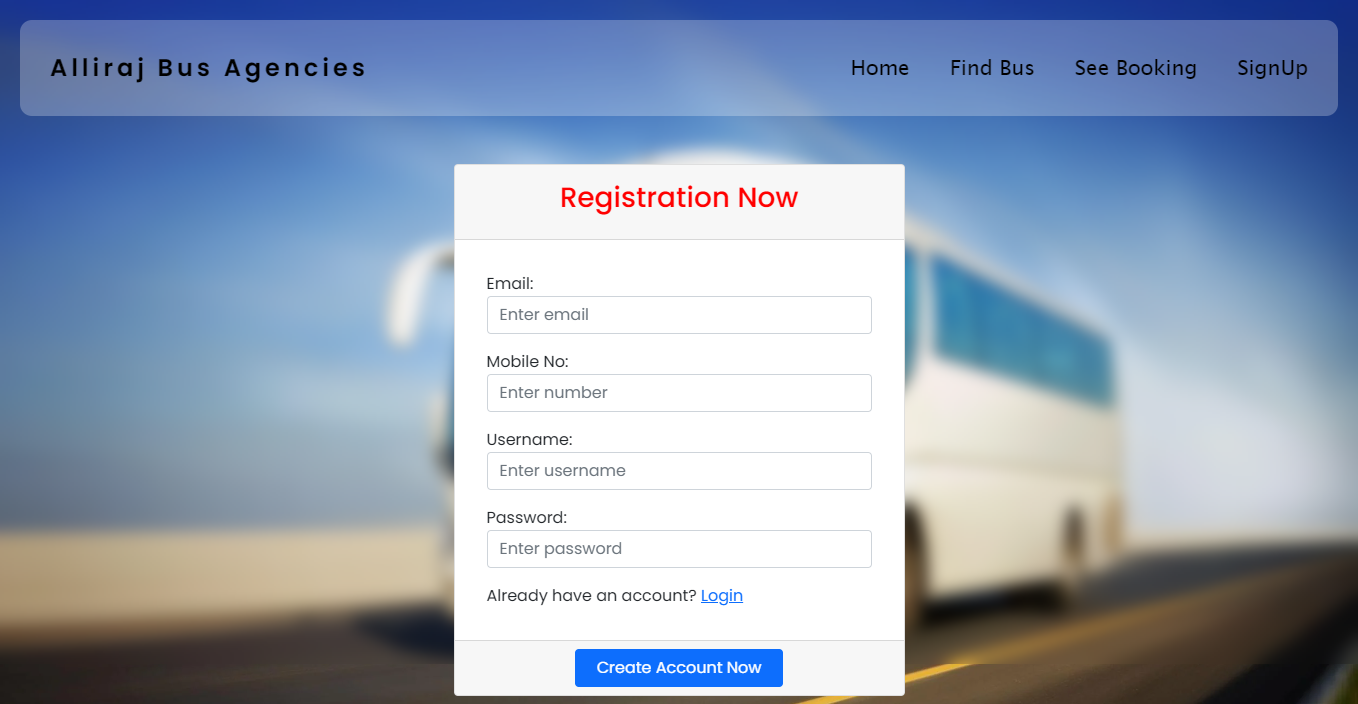 Alliraj Bus Agencies Home Find Bus See Booking SignUp
Registration Now
Email:
Enter email
Mobile No:
Enter number
Username:
Enter username
Password:
Enter password
Already have an account? Login
Create Account Now